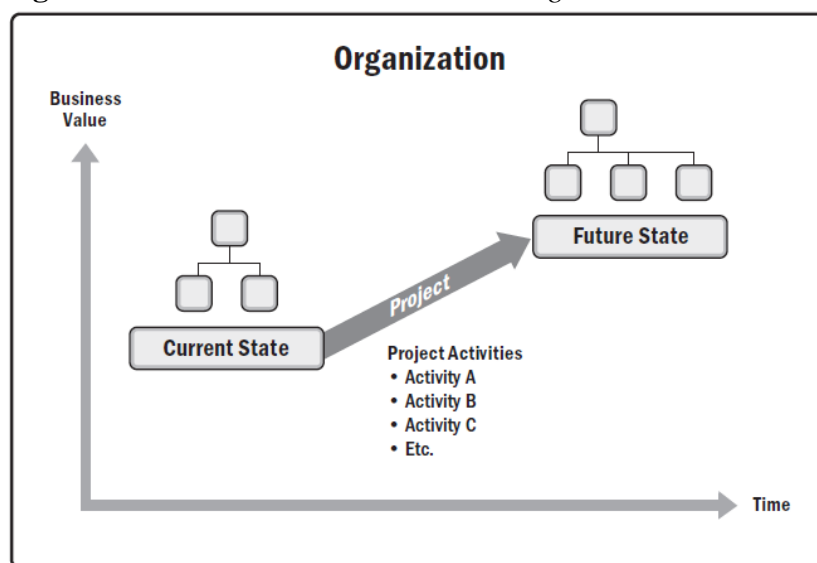 Organization
Business
Value
Future State
Project
Current State
Project Activities
• Activity A
• Activity B
• Activity C
• Etc.
Time